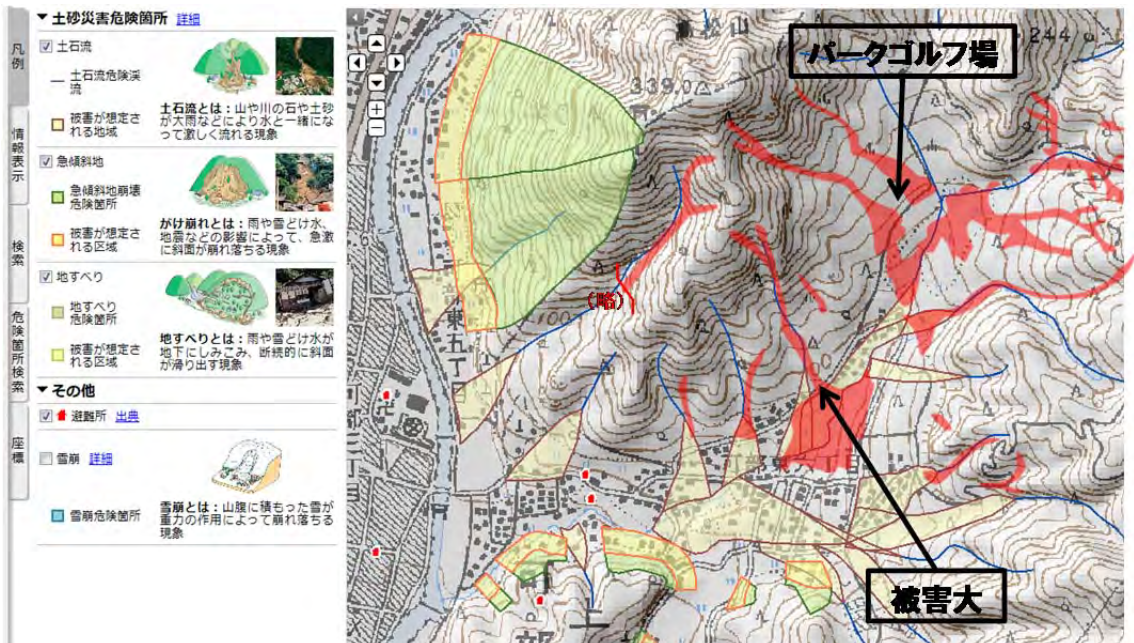 凡例
情報表示
検索
危険箇所検索
座標
▼土砂災害危険箇所 詳細
土石流
土石流危険渓
流
被害が想定さ
れる地域
土石流とは:山や川の石や土砂
が大雨などにより水と一緒にな
って激しく流れる現象
急傾斜地
急傾斜地崩壊
危険箇所
被害が想定さ
れる区域
がけ崩れとは:雨や雪どけ水、
地震などの影響によって、急激
に斜面が崩れ落ちる現象
地すべり
地すべり
危険箇所
被害が想定さ
れる区域
地すべりとは:雨や雪どけ水が
地下にしみこみ、断続的に斜面
が滑り出す現象
▼その他
避難所 出典
雪崩 詳細
雪崩危険箇所
雪崩とは:山腹に積もった雪が
重力の作用によって崩れ落ちる
現象
パークゴルフ場
244
339.0
(略)
100
東五丁目
被害大